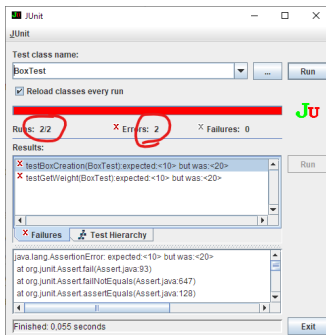 JUnit
JUnit
Test class name:
BoxTest
... Run
Reload classes every run
JU
Runs: 2/2 X Errors: 2 X Failures: 0
Results:
Run
testBoxCreation(BoxTest):expected:<10> but was:<20>
testGetWeight(BoxTest):expected:<10> but was:<20>
Failures Test Hierarchy
java.lang.AssertionError: expected:<10> but was:<20>
at org.junit.Assert.fail(Assert.java:93)
at org.junit.Assert.failNotEquals(Assert.java:647)
at org.junit.Assert.assertEquals(Assert.java:128)
Finished: 0,055 seconds
Exit